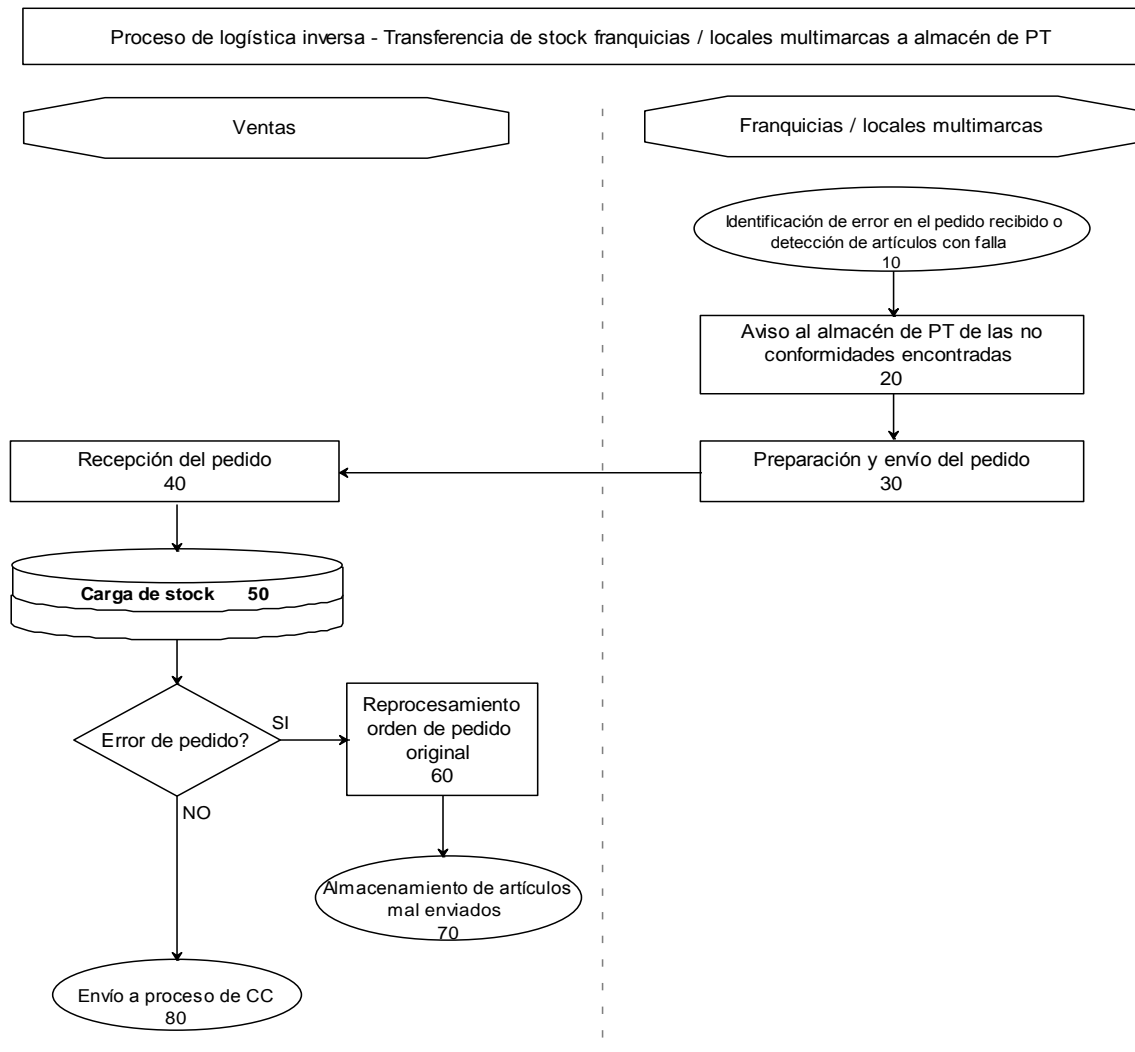 Proceso de logística inversa - Transferencia de stock franquicias / locales multimarcas a almacén de PT
Ventas
Franquicias / locales multimarcas
Identificación de error en el pedido recibido o
detección de artículos con falla
10
Aviso al almacén de PT de las no
conformidades encontradas
20
Preparación y envío del pedido
30
Recepción del pedido
40
Carga de stock 50
Error de pedido?
SI
NO
Reprocesamiento
orden de pedido
original
60
Almacenamiento de artículos
mal enviados
70
Envío a proceso de CC
80